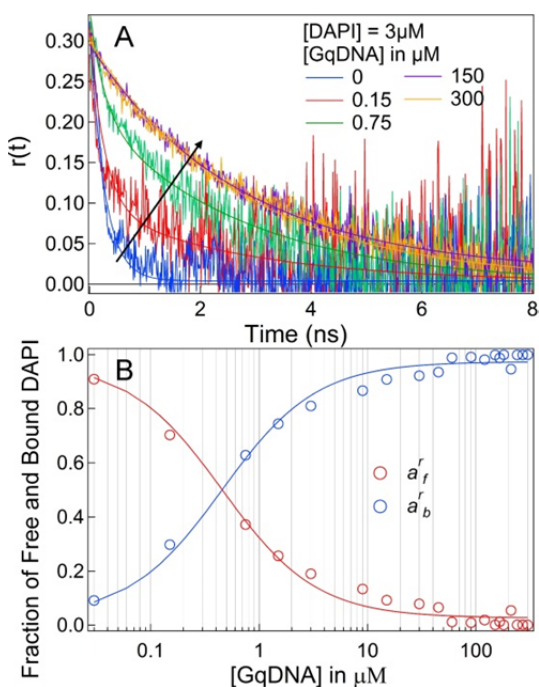 A
[DAPI] = 3μM
[GqDNA] in μM
0
150
0.15
300
0.75
r(t)
0.30
0.25
0.20
0.15
0.10
0.05
0.00
0
2
4
6
8
Time (ns)
B
Fraction of Free and Bound DAPI
1.0
0.8
0.6
0.4
0.2
0.0
a^r_f
a^r_b
0.1
1
10
100
[GqDNA] in μM